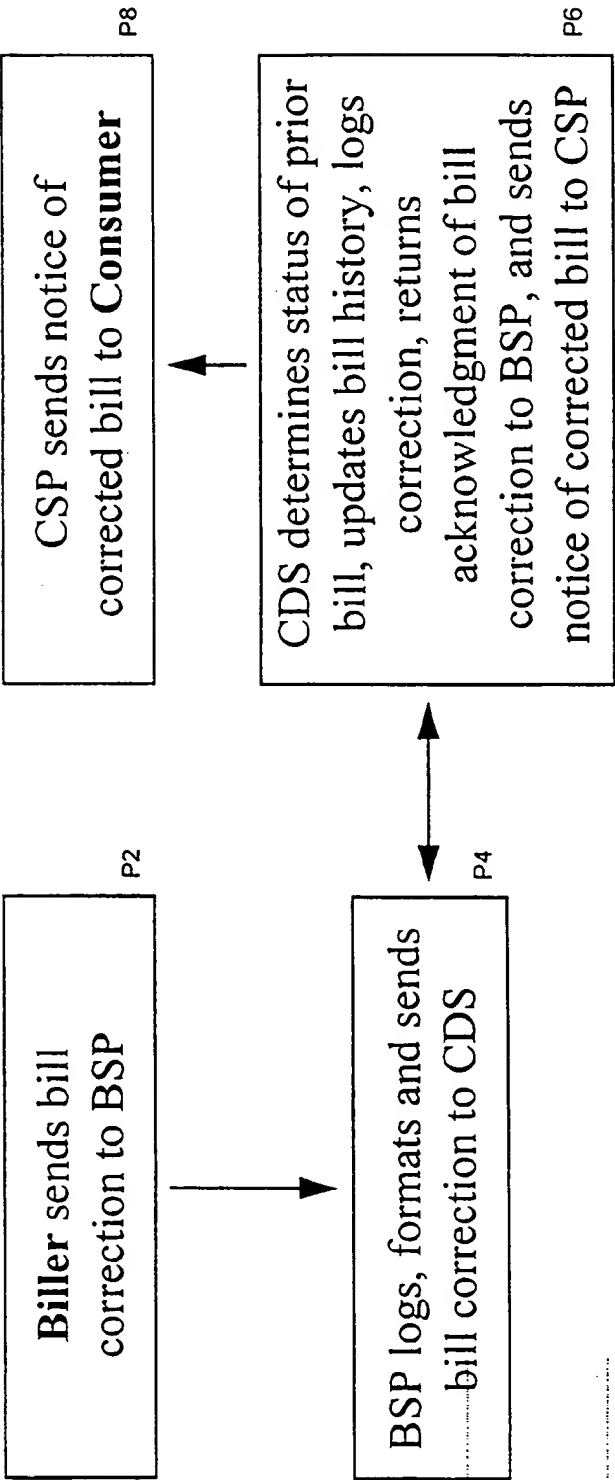 Biller sends bill
correction to BSP
P2
BSP logs, formats and sends
bill correction to CDS
P4
CDS determines status of prior
bill, updates bill history, logs
correction, returns
acknowledgment of bill
correction to BSP, and sends
notice of corrected bill to CSP
P6
CSP sends notice of
corrected bill to Consumer
P8